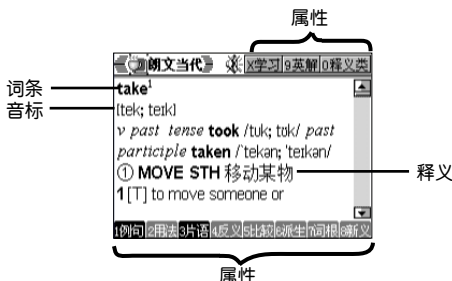 属性
朗文当代 X学习 9英解 0释义类
词条
take¹
音标
[tek; teɪk]
v past tense took /tuk; tʊk/ past
participle taken /ˈtekən; ˈteɪkən/
① MOVE STH 移动某物
释义
1 [T] to move someone or
1例句 2用法 3片语 4反义 5比较 6派生 7词根 8新义
属性